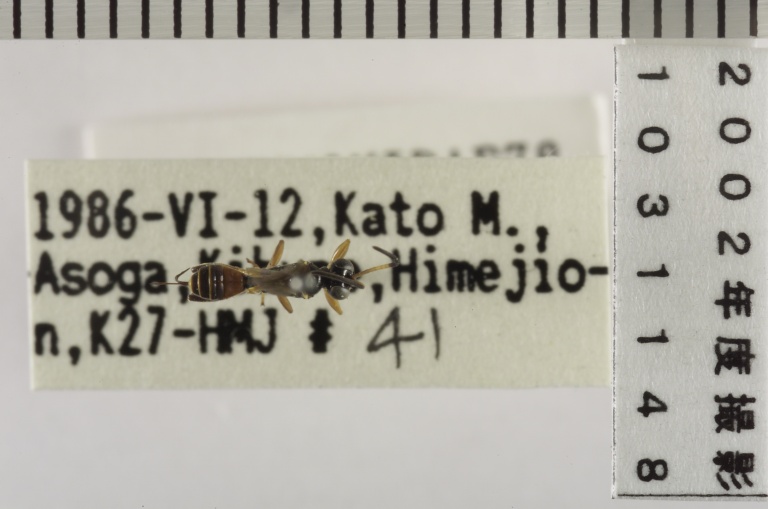 1986-VI-12,Kato M.,
Asoga, ,Himejio-
n,K27-HMJ # 41
2002年度撮影
1031148